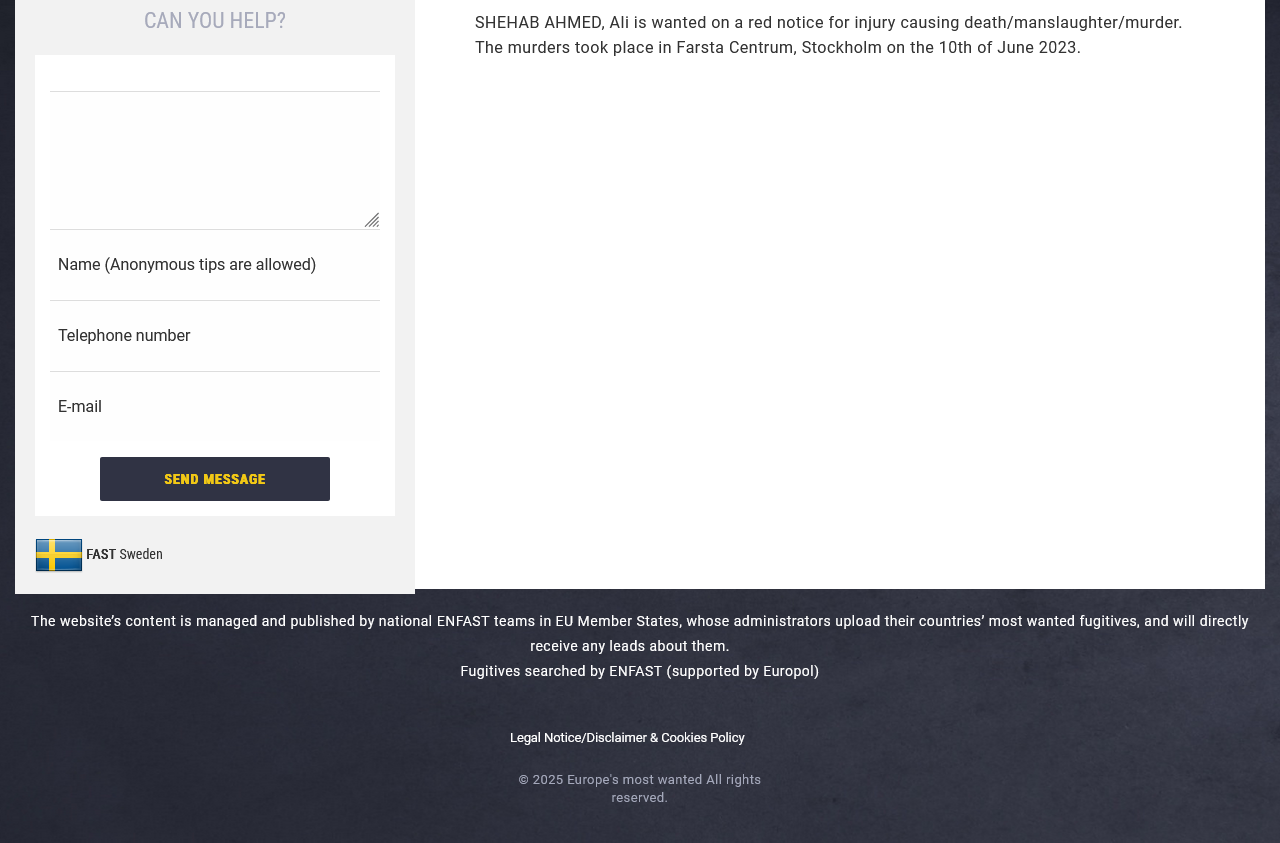 CAN YOU HELP?
Name (Anonymous tips are allowed)
Telephone number
E-mail
SEND MESSAGE
FAST Sweden
SHEHAB AHMED, Ali is wanted on a red notice for injury causing death/manslaughter/murder.
The murders took place in Farsta Centrum, Stockholm on the 10th of June 2023.
The website’s content is managed and published by national ENFAST teams in EU Member States, whose administrators upload their countries’ most wanted fugitives, and will directly
receive any leads about them.
Fugitives searched by ENFAST (supported by Europol)
Legal Notice/Disclaimer & Cookies Policy
© 2025 Europe's most wanted All rights
reserved.